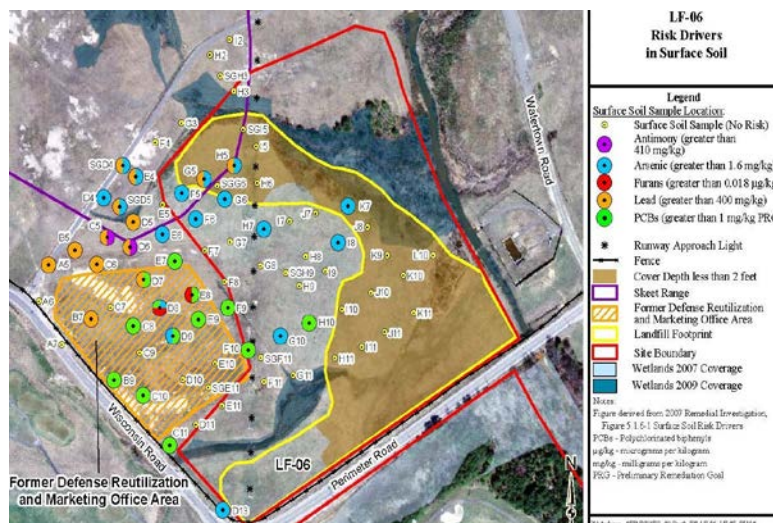 LF-06
Risk Drivers
in Surface Soil
Legend
Surface Soil Sample Location:
Surface Soil Sample (No Risk)
Antimony (greater than
410 mg/kg)
Arsenic (greater than 1.6 mg/kg)
Furans (greater than 0.018 µg/k
Lead (greater than 400 mg/kg)
PCBs (greater than 1 mg/kg PR
Runway Approach Light
Fence
Cover Depth less than 2 feet
Skeet Range
Former Defense Reutilization
and Marketing Office Area
Landfill Footprint
Site Boundary
Wetlands 2007 Coverage
Wetlands 2009 Coverage
Notes:
Figure derived from 2007 Remedial Investigation,
Figure 5.1.6-1 Surface Soil Risk Drivers
PCBs - Polychlorinated biphenyls
µg/kg - micrograms per kilogram
mg/kg - milligrams per kilogram
PRG - Preliminary Remediation Goal
I2
H2
SGH3
H3
G3
F4
SGH5
I5
H5
SGD4
E4
G5
SGG5
H6
D4
SGD5
F5
G6
K7
E5
D5
F6
J7
I7
H7
J8
C5
D6
E6
I8
B5
E7
F7
G7
H8
K9
L10
A5
C6
G8
SGH9
I9
K10
D7
F8
H9
J10
A6
C7
D8
E8
F9
I10
K11
B7
C8
E9
H10
A7
D9
G10
J11
C9
F10
SGF11
H11
I11
E10
B9
D10
F11
G11
C10
SGE11
E11
D11
C11
D13
LF-06
Watertown Road
Wisconsin Road
Perimeter Road
Former Defense Reutilization
and Marketing Office Area
N